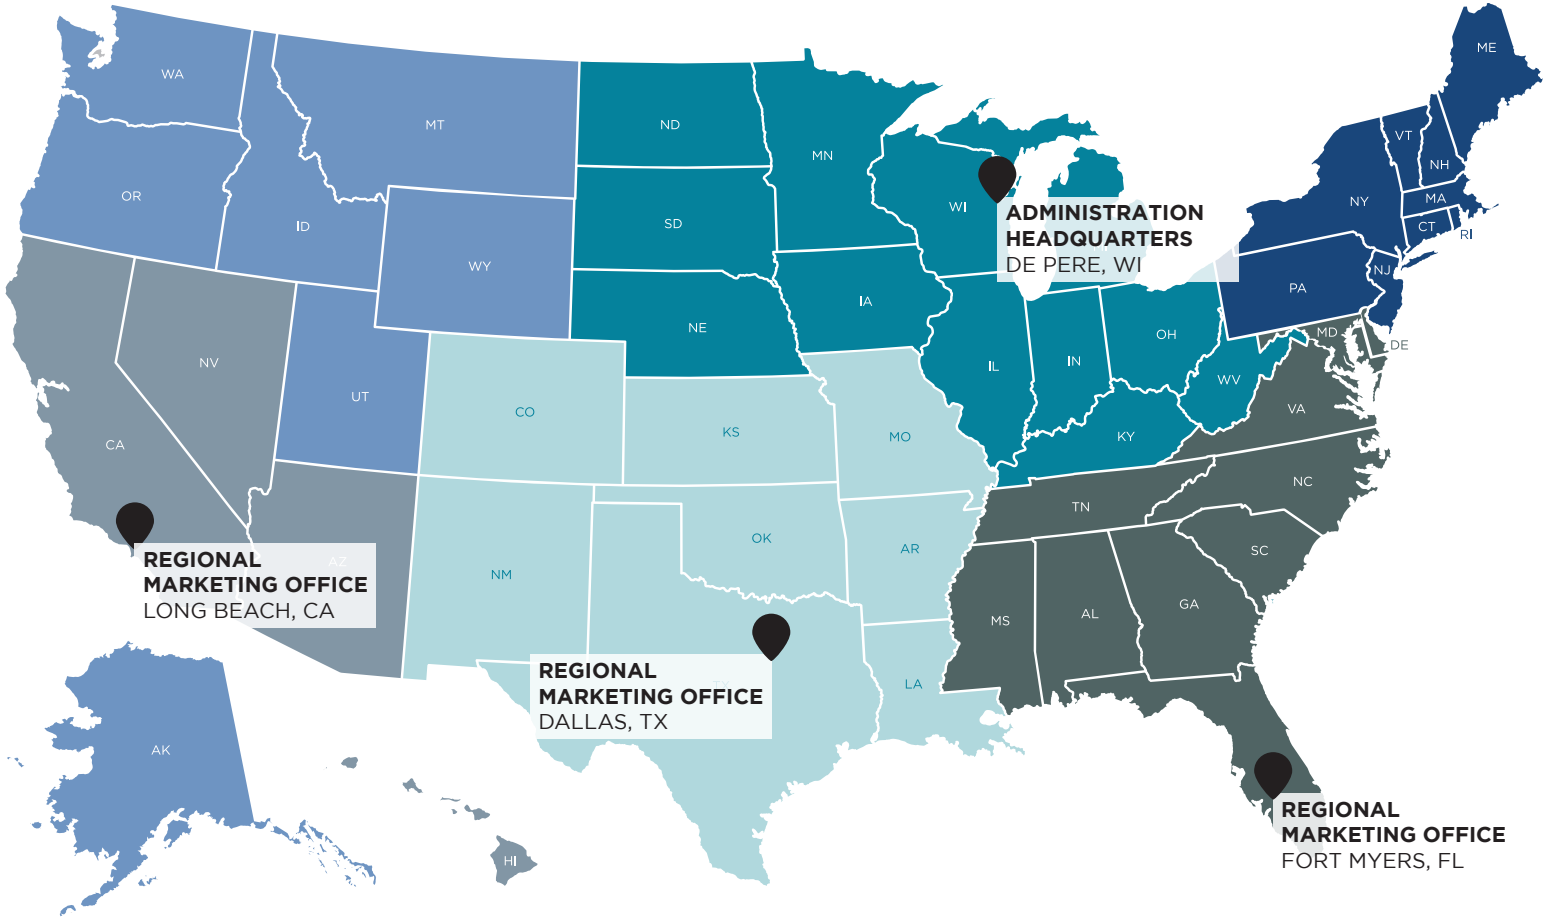 ME
WA
MT
ND
MN
VT
NH
OR
ID
SD
WI
NY
MA
CT
RI
ADMINISTRATION
HEADQUARTERS
DE PERE, WI
WY
NE
IA
PA
NJ
NV
UT
IL
IN
OH
WV
MD
DE
CA
CO
KS
MO
KY
VA
TN
NC
AZ
NM
OK
AR
SC
REGIONAL
MARKETING OFFICE
LONG BEACH, CA
MS
AL
GA
REGIONAL
MARKETING OFFICE
DALLAS, TX
TX
LA
AK
HI
REGIONAL
MARKETING OFFICE
FORT MYERS, FL